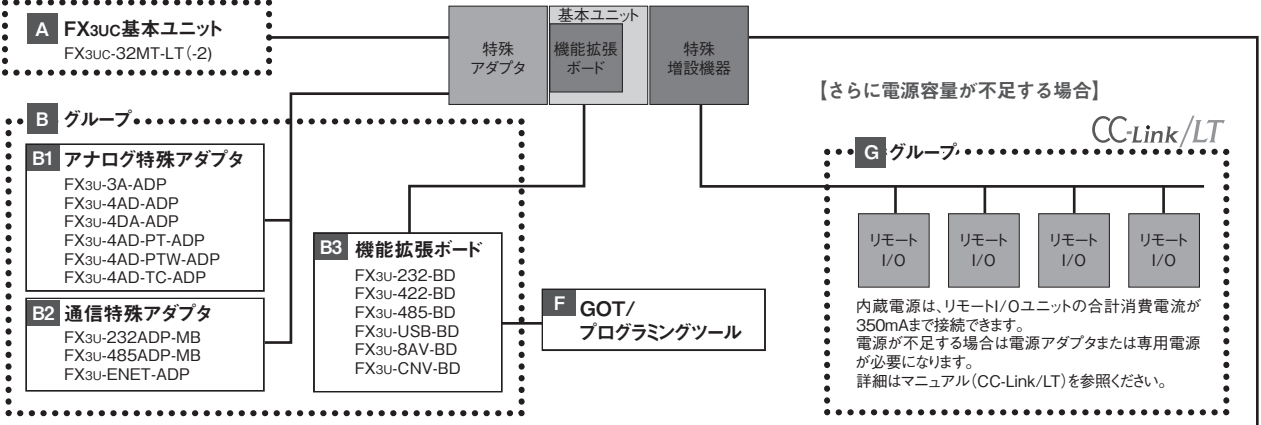 A FX3UC基本ユニット
FX3UC-32MT-LT(-2)
特殊
アダプタ
基本ユニット
機能拡張
ボード
特殊
増設機器
B グループ
B1 アナログ特殊アダプタ
FX3U-3A-ADP
FX3U-4AD-ADP
FX3U-4DA-ADP
FX3U-4AD-PT-ADP
FX3U-4AD-PTW-ADP
FX3U-4AD-TC-ADP
B2 通信特殊アダプタ
FX3U-232ADP-MB
FX3U-485ADP-MB
FX3U-ENET-ADP
B3 機能拡張ボード
FX3U-232-BD
FX3U-422-BD
FX3U-485-BD
FX3U-USB-BD
FX3U-8AV-BD
FX3U-CNV-BD
F GOT/
プログラミングツール
【さらに電源容量が不足する場合】
CC-Link/LT
G グループ
リモート
I/O
リモート
I/O
リモート
I/O
リモート
I/O
内蔵電源は、リモートI/Oユニットの合計消費電流が
350mAまで接続できます。
電源が不足する場合は電源アダプタまたは専用電源
が必要になります。
詳細はマニュアル(CC-Link/LT)を参照ください。